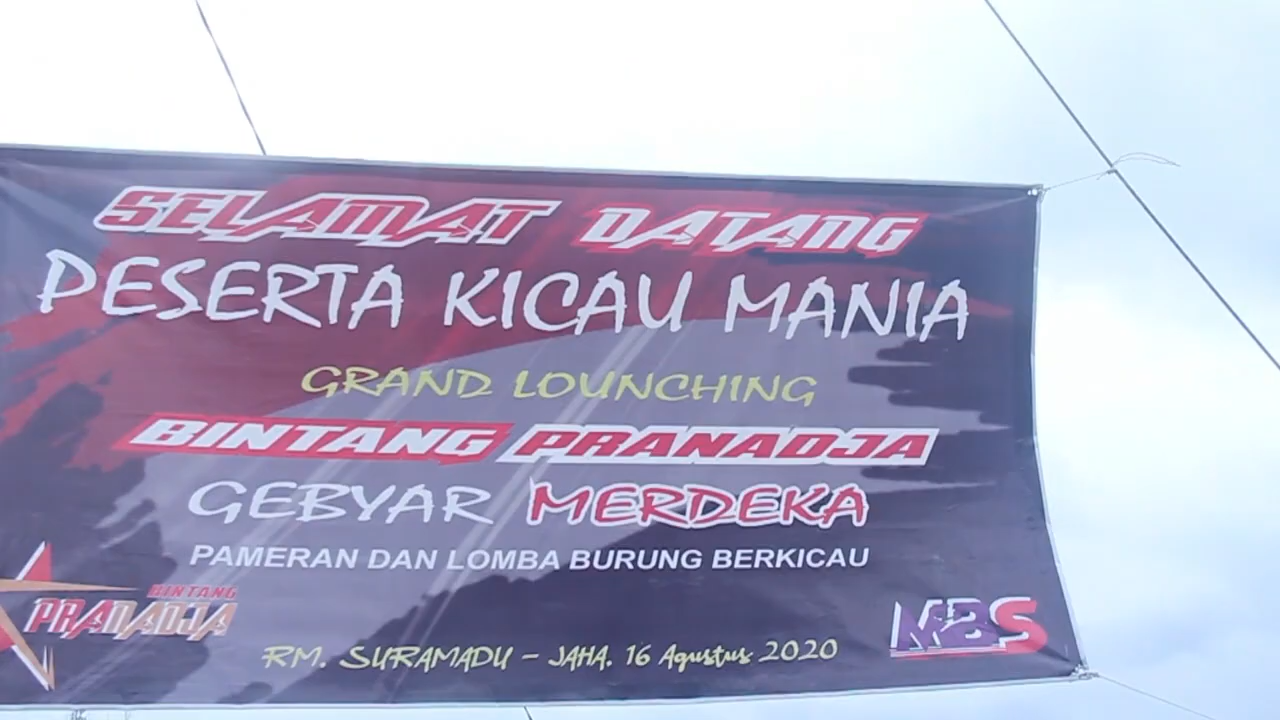 SELAMAT DATANG
PESERTA KICAU MANIA
GRAND LOUNCHING
BINTANG PRANADJA
GEBYAR MERDEKA
PAMERAN DAN LOMBA BURUNG BERKICAU
BINTANG
PRANADJA
MBS
RM. SURAMADU - JAHA. 16 Agustus 2020